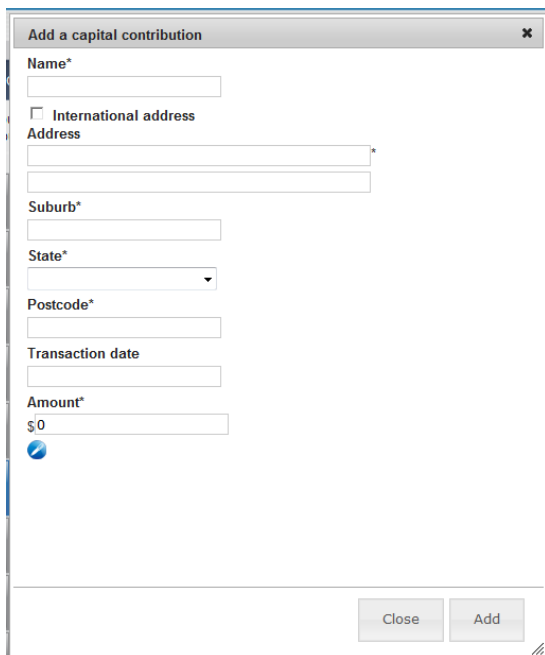 Add a capital contribution
Name*
International address
Address
*
Suburb*
State*
Postcode*
Transaction date
Amount*
$0
Close Add